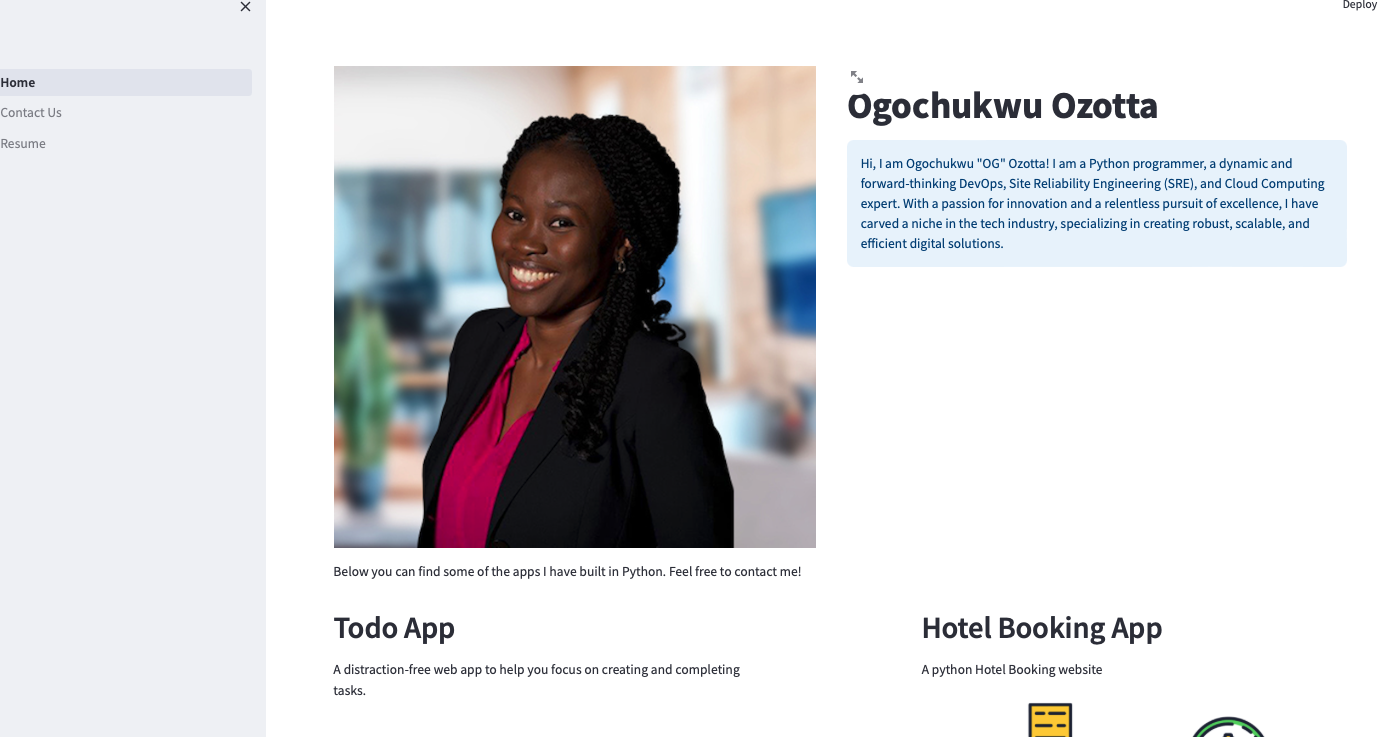 Deploy
Home
Contact Us
Resume
Ogochukwu Ozotta
Hi, I am Ogochukwu "OG" Ozotta! I am a Python programmer, a dynamic and
forward-thinking DevOps, Site Reliability Engineering (SRE), and Cloud Computing
expert. With a passion for innovation and a relentless pursuit of excellence, I have
carved a niche in the tech industry, specializing in creating robust, scalable, and
efficient digital solutions.
Below you can find some of the apps I have built in Python. Feel free to contact me!
Todo App
A distraction-free web app to help you focus on creating and completing
tasks.
Hotel Booking App
A python Hotel Booking website